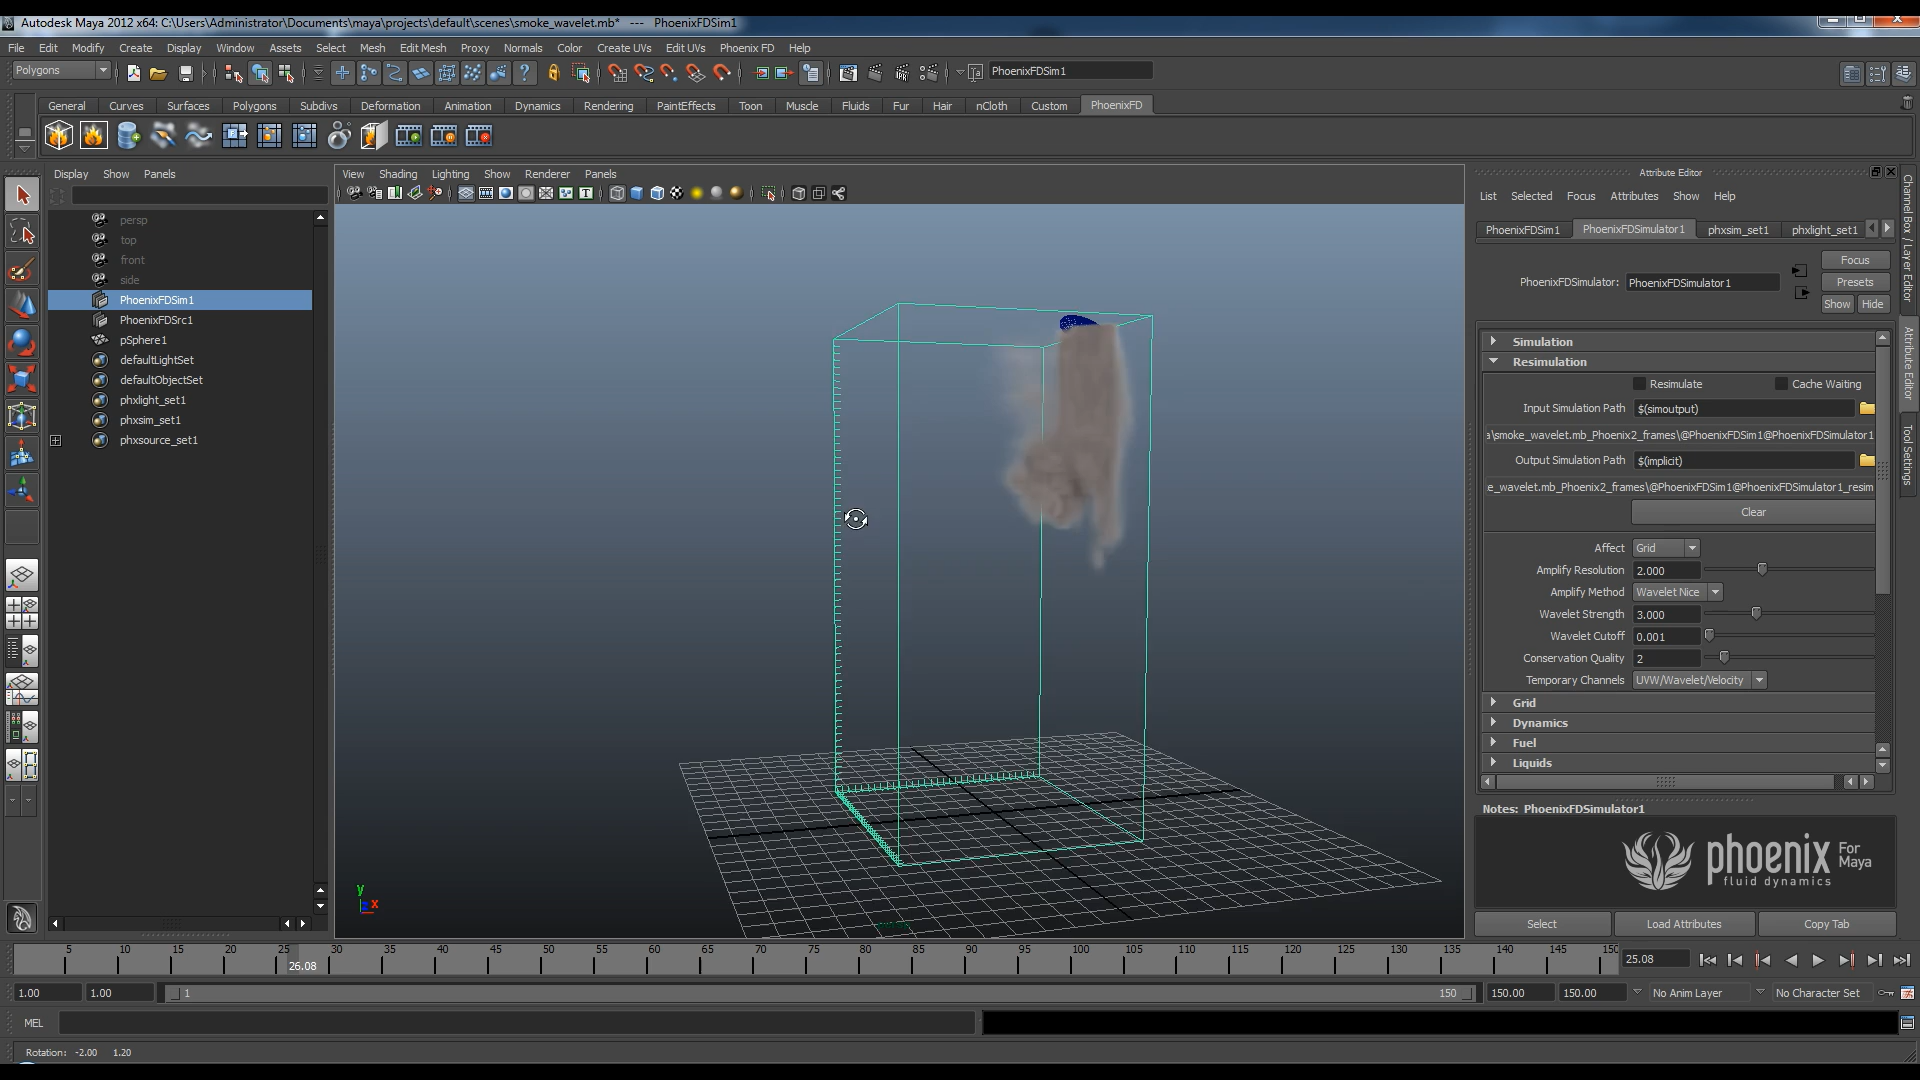 Autodesk Maya 2012 x64: C:\Users\Administrator\Documents\maya\projects\default\scenes\smoke_wavelet.mb* --- PhoenixFDSim1
File Edit Modify Create Display Window Assets Select Mesh Edit Mesh Proxy Normals Color Create UVs Edit UVs Phoenix FD Help
Polygons PhoenixFDSim1
General Curves Surfaces Polygons Subdivs Deformation Animation Dynamics Rendering PaintEffects Toon Muscle Fluids Fur Hair nCloth Custom PhoenixFD
Display Show Panels
persp
top
front
side
PhoenixFDSim1
PhoenixFDSrc1
pSphere1
defaultLightSet
defaultObjectSet
phxlight_set1
phxsim_set1
phxsource_set1
View Shading Lighting Show Renderer Panels
y
x
Attribute Editor
List Selected Focus Attributes Show Help
PhoenixFDSim1 PhoenixFDSimulator1 phxsim_set1 phxlight_set1
PhoenixFDSimulator: PhoenixFDSimulator1
Focus
Presets
Show Hide
Simulation
Resimulation
Resimulate Cache Waiting
Input Simulation Path $(simoutput)
a\smoke_wavelet.mb_Phoenix2_frames\@PhoenixFDSim1@PhoenixFDSimulator1
Output Simulation Path $(implicit)
e_wavelet.mb_Phoenix2_frames\@PhoenixFDSim1@PhoenixFDSimulator1_resim
Clear
Affect Grid
Amplify Resolution 2.000
Amplify Method Wavelet Nice
Wavelet Strength 3.000
Wavelet Cutoff 0.001
Conservation Quality 2
Temporary Channels UVW/Wavelet/Velocity
Grid
Dynamics
Fuel
Liquids
Notes: PhoenixFDSimulator1
phoenix For Maya
fluid dynamics
Select Load Attributes Copy Tab
Channel Box / Layer Editor
Attribute Editor
Tool Settings
5 10 15 20 25 30 35 40 45 50 55 60 65 70 75 80 85 90 95 100 105 110 115 120 125 130 135 140 145 150
26.08
25.08
1.00 1.00 1 150 150.00 150.00 No Anim Layer No Character Set
MEL
Rotation: -2.00 1.20